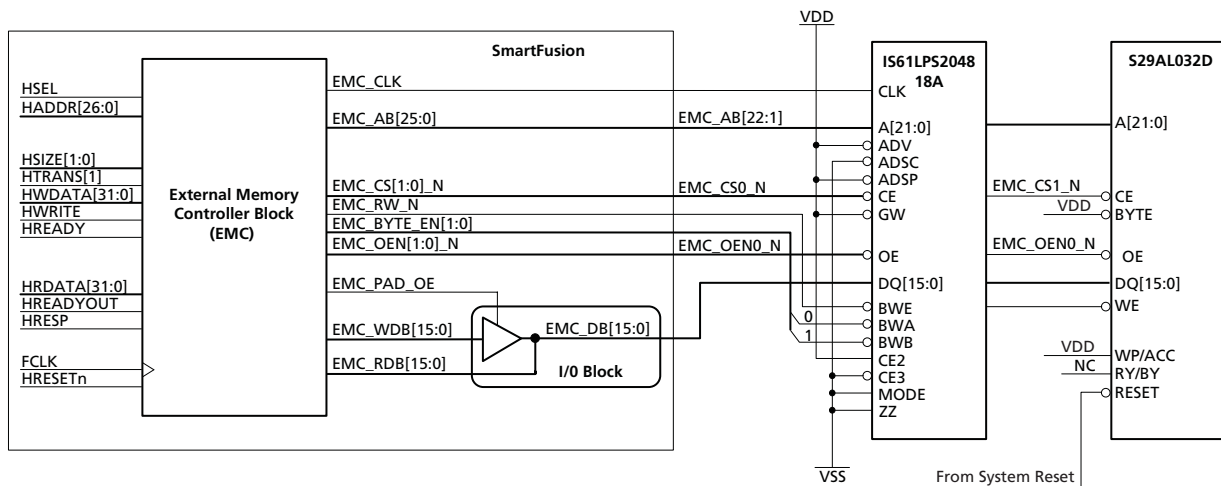 SmartFusion
HSEL
HADDR[26:0]
HSIZE[1:0]
HTRANS[1]
HWDATA[31:0]
HWRITE
HREADY
HRDATA[31:0]
HREADYOUT
HRESP
FCLK
HRESETn
External Memory
Controller Block
(EMC)
EMC_CLK
EMC_AB[25:0]
EMC_CS[1:0]_N
EMC_RW_N
EMC_BYTE_EN[1:0]
EMC_OEN[1:0]_N
EMC_PAD_OE
EMC_WDB[15:0]
EMC_RDB[15:0]
EMC_DB[15:0]
I/0 Block
EMC_AB[22:1]
EMC_CS0_N
EMC_OEN0_N
0
1
VDD
VSS
IS61LPS2048
18A
CLK
A[21:0]
ADV
ADSC
ADSP
CE
GW
OE
DQ[15:0]
BWE
BWA
BWB
CE2
CE3
MODE
ZZ
EMC_CS1_N
VDD
EMC_OEN0_N
VDD
NC
From System Reset
S29AL032D
A[21:0]
CE
BYTE
OE
DQ[15:0]
WE
WP/ACC
RY/BY
RESET